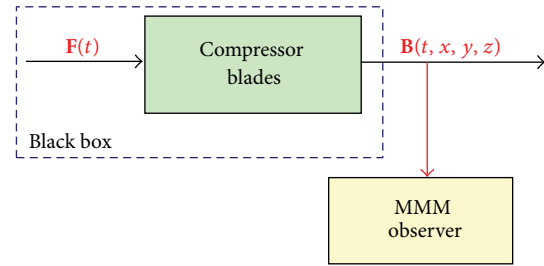 F(t)
Compressor
blades
B(t, x, y, z)
Black box
MMM
observer